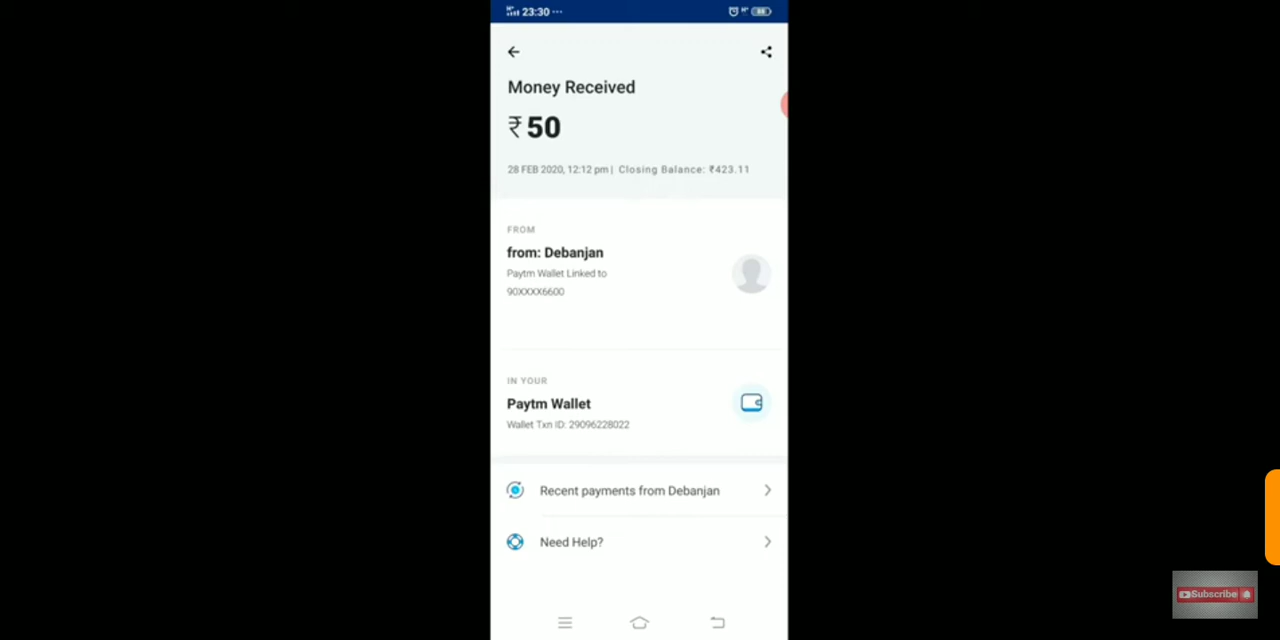 23:30
Money Received
₹50
28 FEB 2020, 12:12 pm | Closing Balance: ₹423.11
FROM
from: Debanjan
Paytm Wallet Linked to
90XXXX6600
IN YOUR
Paytm Wallet
Wallet Txn ID: 29096228022
Recent payments from Debanjan
Need Help?
Subscribe